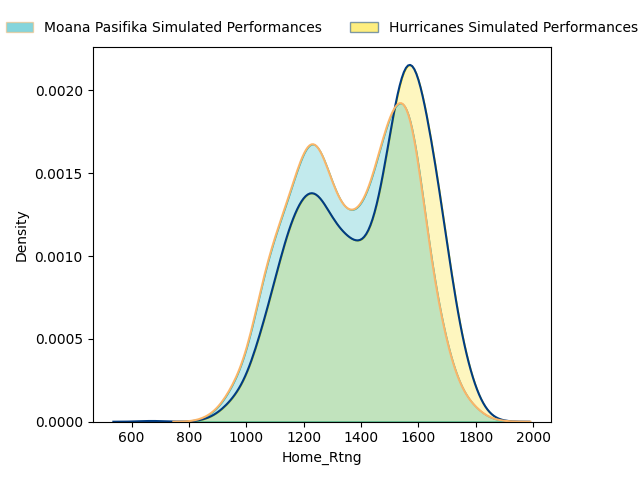 Moana Pasifika Simulated Performances Hurricanes Simulated Performances
0.0020
0.0015
0.0010
0.0005
0.0000
Density
600 800 1000 1200 1400 1600 1800 2000
Home_Rtng